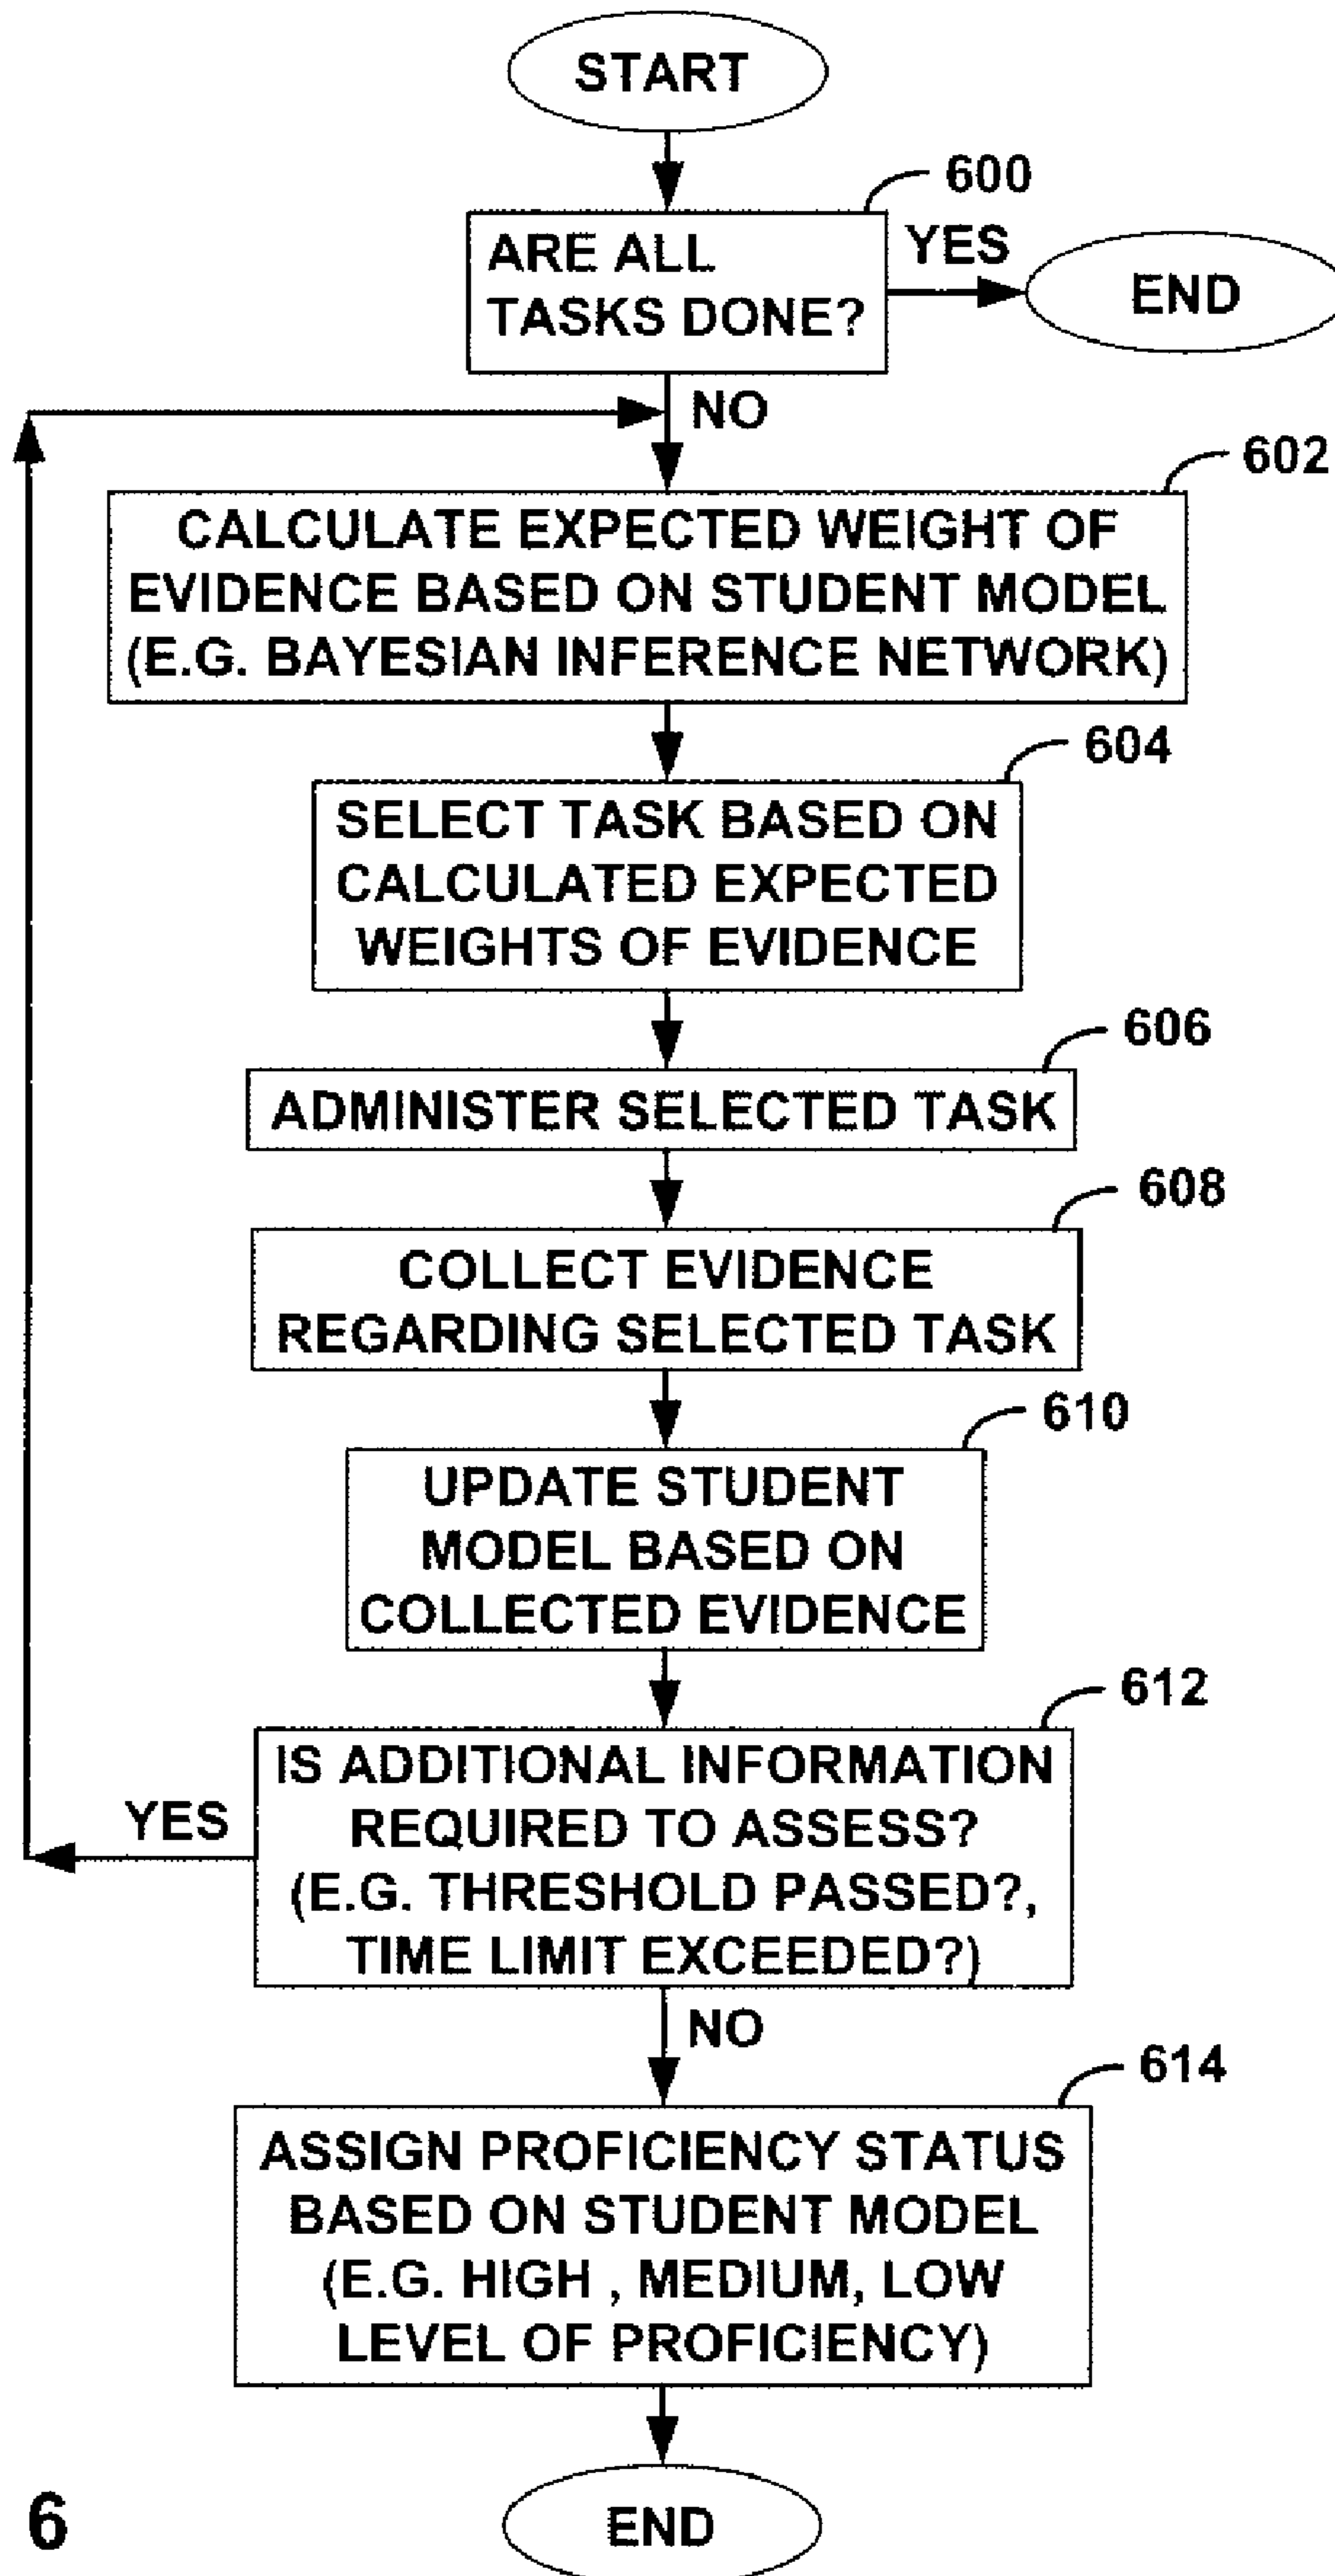 START
600
ARE ALL
TASKS DONE?
YES
END
NO
602
CALCULATE EXPECTED WEIGHT OF
EVIDENCE BASED ON STUDENT MODEL
(E.G. BAYESIAN INFERENCE NETWORK)
604
SELECT TASK BASED ON
CALCULATED EXPECTED
WEIGHTS OF EVIDENCE
606
ADMINISTER SELECTED TASK
608
COLLECT EVIDENCE
REGARDING SELECTED TASK
610
UPDATE STUDENT
MODEL BASED ON
COLLECTED EVIDENCE
612
IS ADDITIONAL INFORMATION
REQUIRED TO ASSESS?
(E.G. THRESHOLD PASSED?,
TIME LIMIT EXCEEDED?)
YES
NO
614
ASSIGN PROFICIENCY STATUS
BASED ON STUDENT MODEL
(E.G. HIGH , MEDIUM, LOW
LEVEL OF PROFICIENCY)
END
6